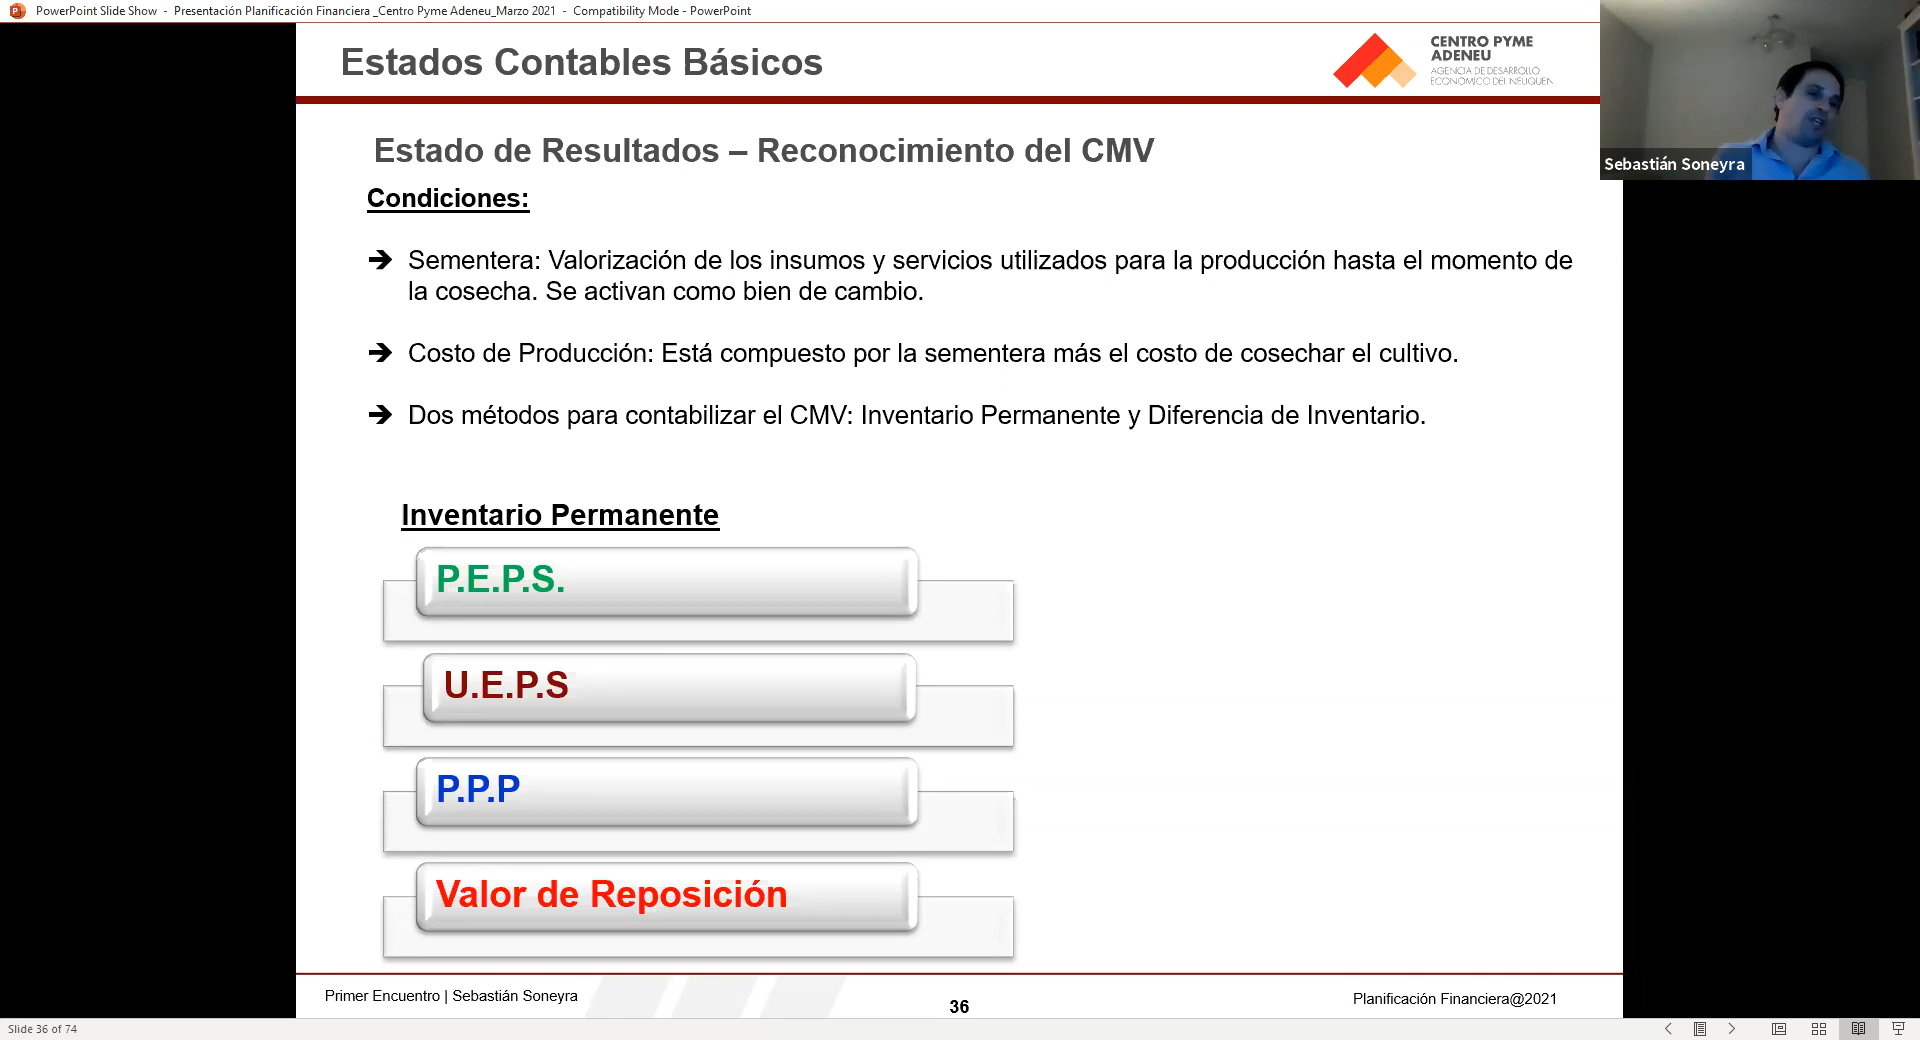 PowerPoint Slide Show - Presentación Planificación Financiera _Centro Pyme Adeneu_Marzo 2021 - Compatibility Mode - PowerPoint
Estados Contables Básicos
CENTRO PYME
ADENEU
AGENCIA DE DESARROLLO
ECONOMICO DEL NEUQUEN
Sebastián Soneyra
Estado de Resultados – Reconocimiento del CMV
Condiciones:
➔ Sementera: Valorización de los insumos y servicios utilizados para la producción hasta el momento de
la cosecha. Se activan como bien de cambio.
➔ Costo de Producción: Está compuesto por la sementera más el costo de cosechar el cultivo.
➔ Dos métodos para contabilizar el CMV: Inventario Permanente y Diferencia de Inventario.
Inventario Permanente
P.E.P.S.
U.E.P.S
P.P.P
Valor de Reposición
Primer Encuentro | Sebastián Soneyra
36
Planificación Financiera@2021
Slide 36 of 74